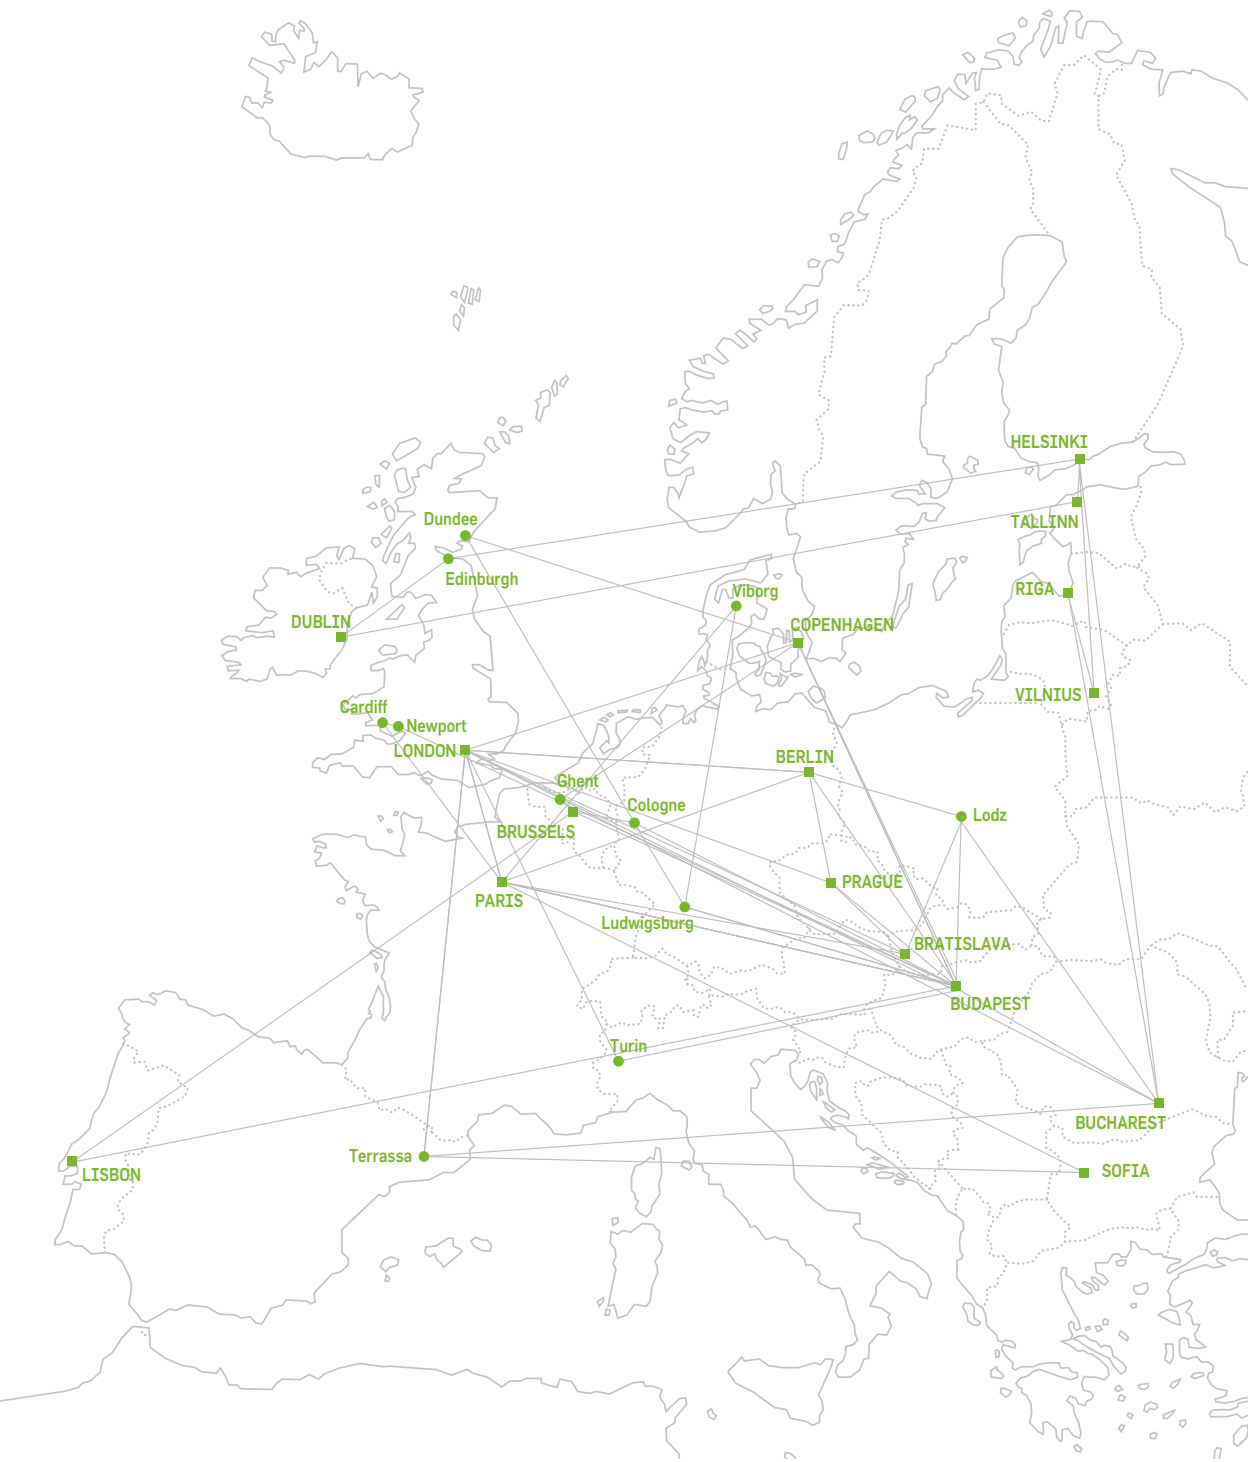 HELSINKI
Dundee
TALLINN
Edinburgh
RIGA
Viborg
DUBLIN
COPENHAGEN
VILNIUS
Cardiff
Newport
LONDON
BERLIN
Ghent
Cologne
Lodz
BRUSSELS
PRAGUE
PARIS
Ludwigsburg
BRATISLAVA
BUDAPEST
Turin
BUCHAREST
Terrassa
SOFIA
LISBON